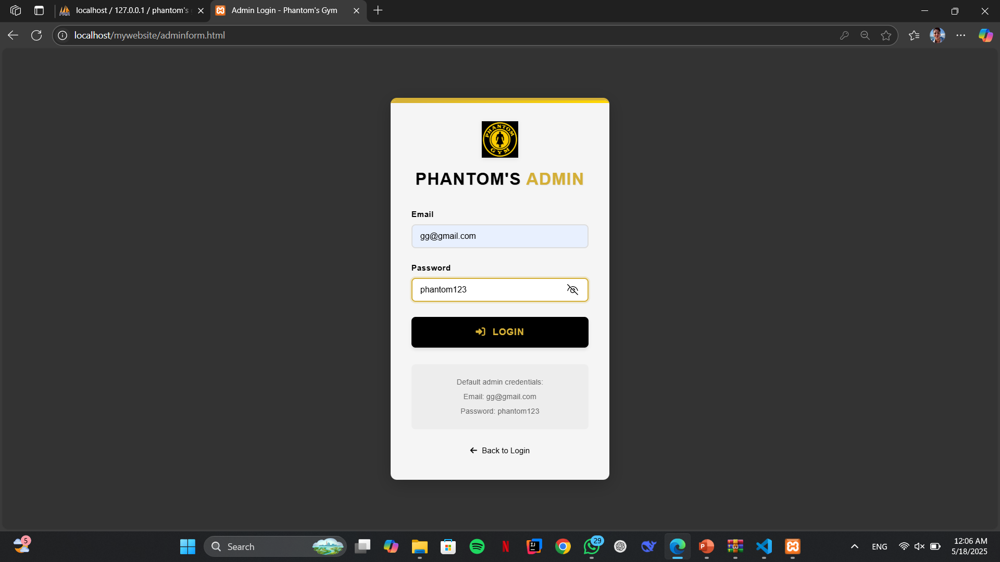 localhost / 127.0.0.1 / phantom's
Admin Login - Phantom's Gym
localhost/mywebsite/adminform.html
PHANTOM
GYM
PHANTOM'S ADMIN
Email
gg@gmail.com
Password
phantom123
LOGIN
Default admin credentials:
Email: gg@gmail.com
Password: phantom123
Back to Login
5
Search
29
ENG
12:06 AM
5/18/2025